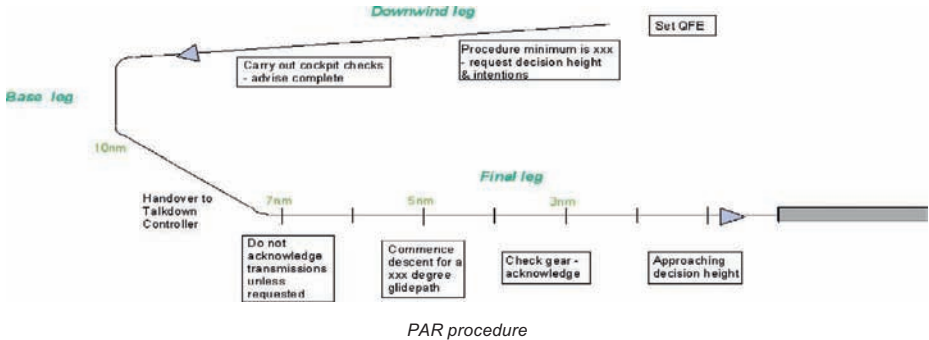 Downwind leg
Set QFE
Procedure minimum is xxx
- request decision height
& intentions
Carry out cockpit checks
- advise complete
Base leg
10nm
Final leg
Handover to
Talkdown
Controller
7nm
5nm
3nm
Do not
acknowledge
transmissions
unless
requested
Commence
descent for a
xxx degree
glidepath
Check gear -
acknowledge
Approaching
decision height
PAR procedure